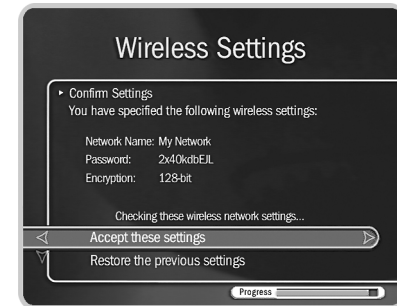 Wireless Settings
Confirm Settings
You have specified the following wireless settings:
Network Name: My Network
Password: 2x40kdbEJL
Encryption: 128-bit
Checking these wireless network settings...
Accept these settings
Restore the previous settings
Progress